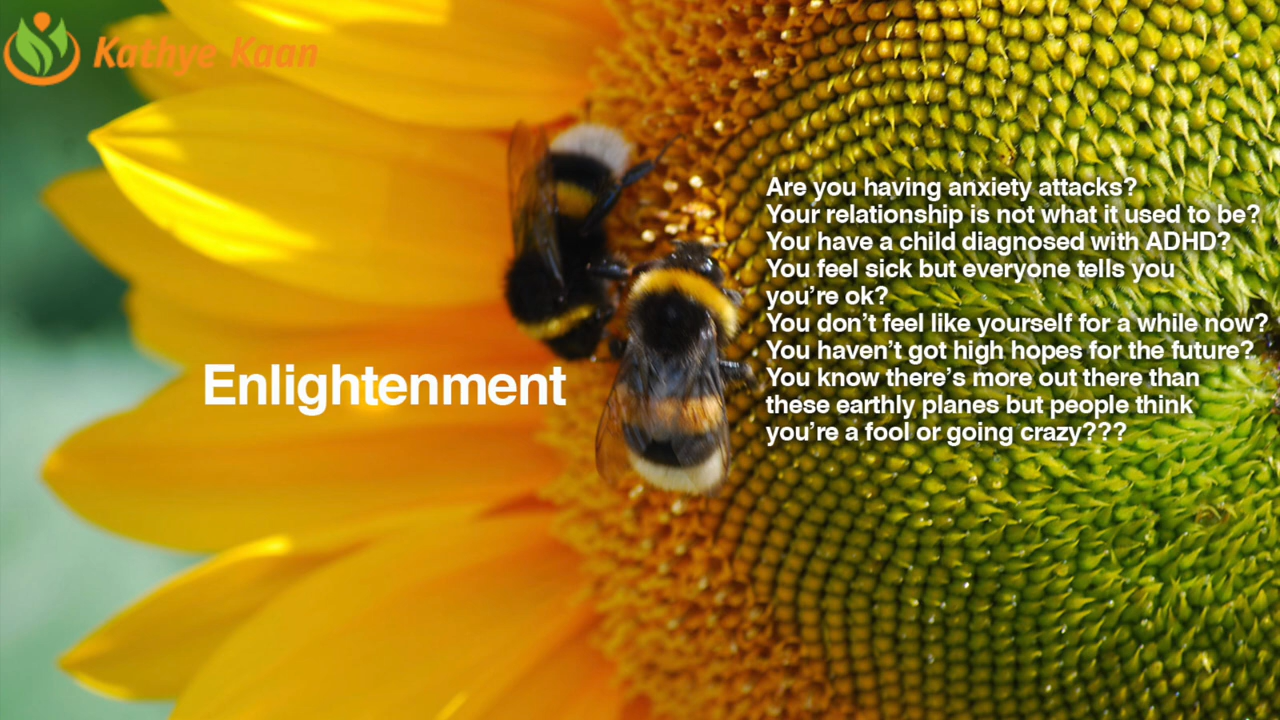 Kathye Kaan
Enlightenment
Are you having anxiety attacks?
Your relationship is not what it used to be?
You have a child diagnosed with ADHD?
You feel sick but everyone tells you
you’re ok?
You don’t feel like yourself for a while now?
You haven’t got high hopes for the future?
You know there’s more out there than
these earthly planes but people think
you’re a fool or going crazy???